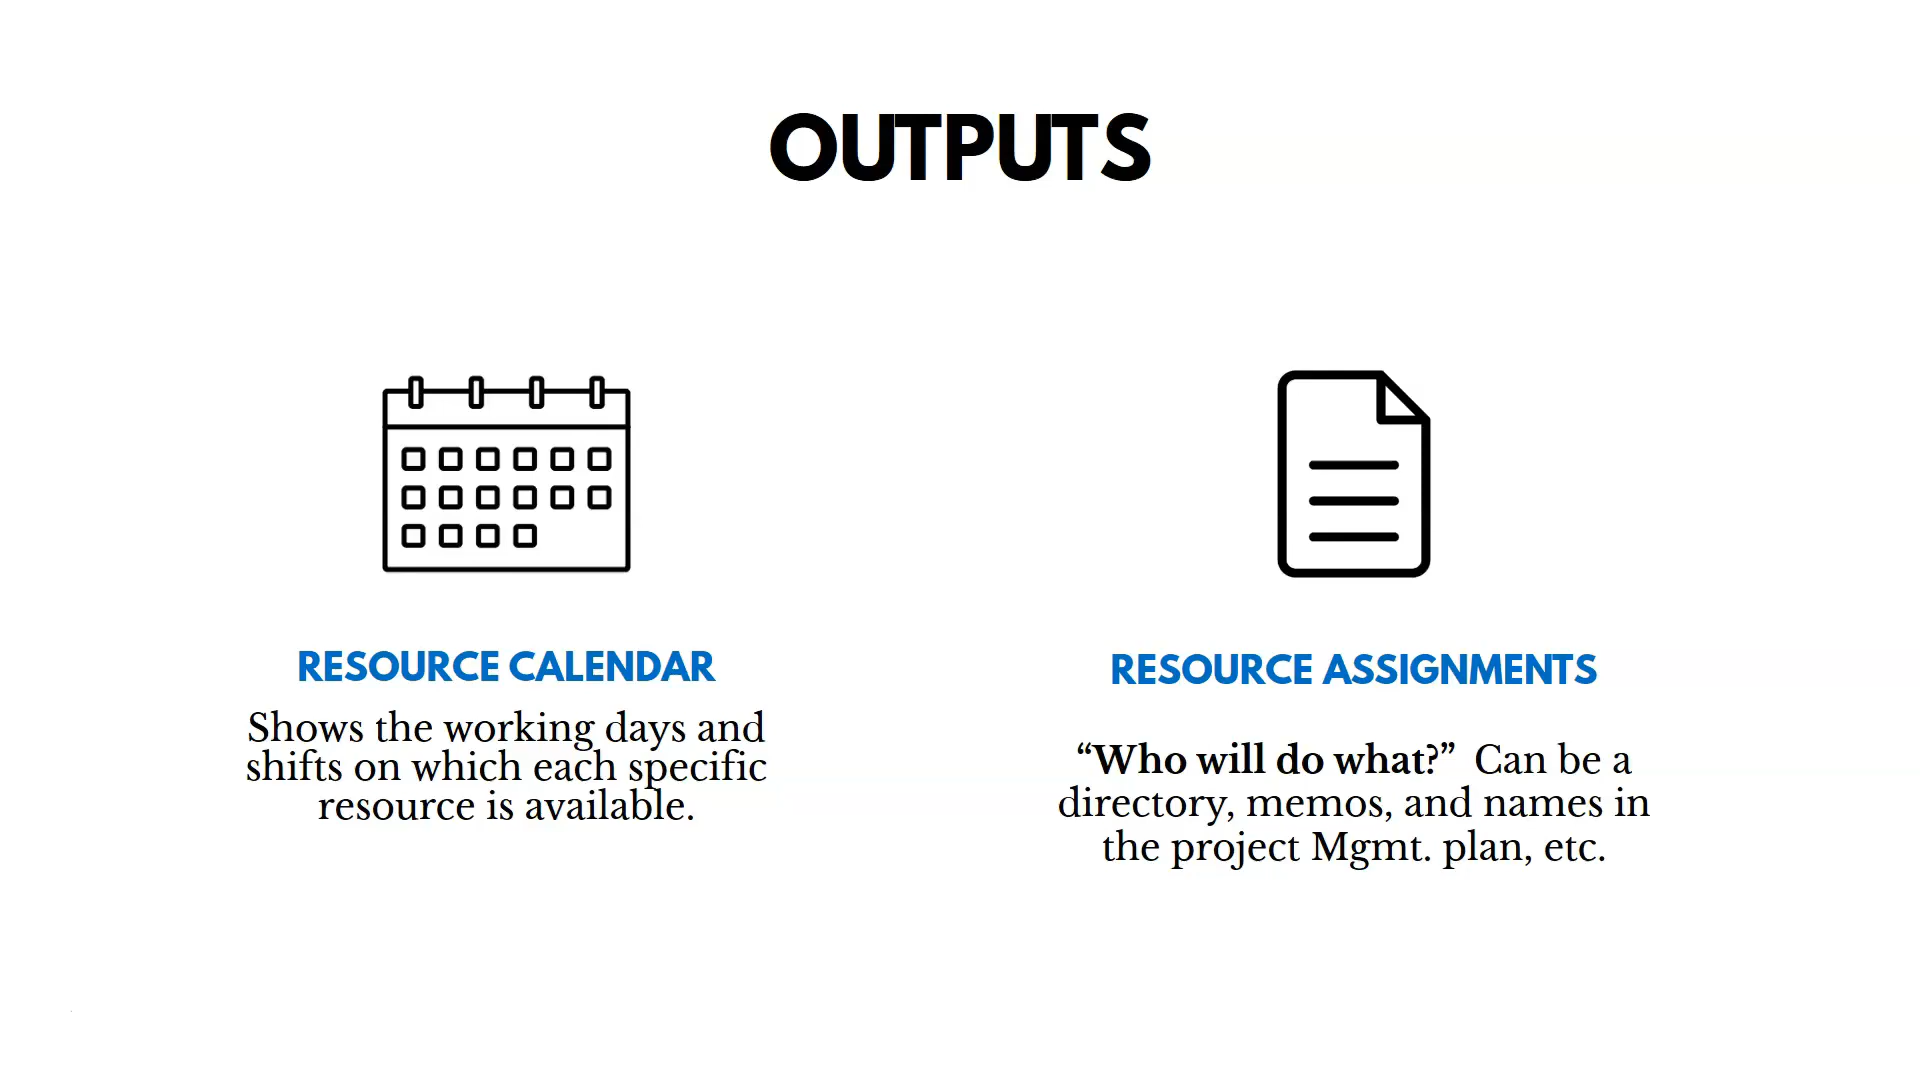 OUTPUTS
RESOURCE CALENDAR
Shows the working days and
shifts on which each specific
resource is available.
RESOURCE ASSIGNMENTS
“Who will do what?” Can be a
directory, memos, and names in
the project Mgmt. plan, etc.